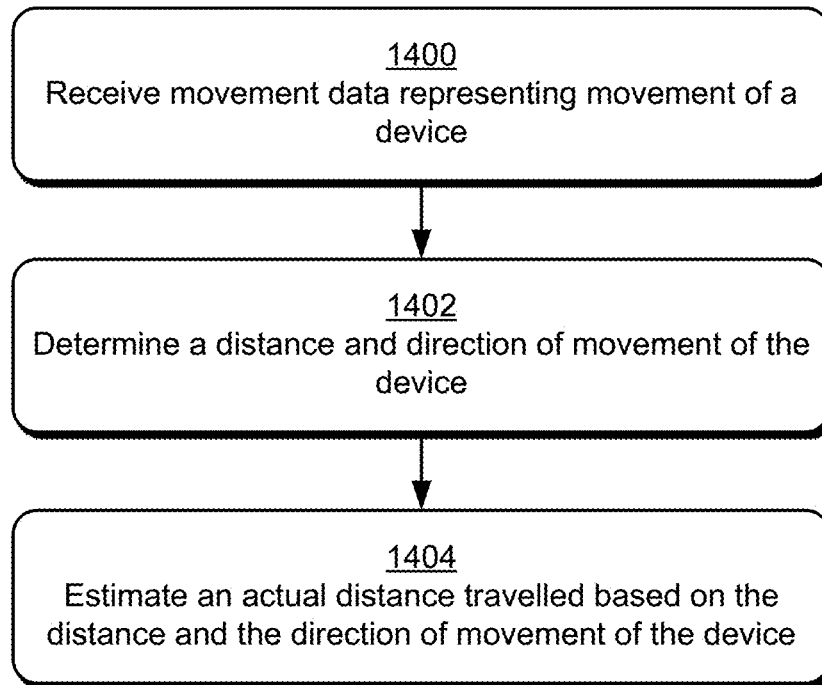 1400
Receive movement data representing movement of a
device
1402
Determine a distance and direction of movement of the
device
1404
Estimate an actual distance travelled based on the
distance and the direction of movement of the device